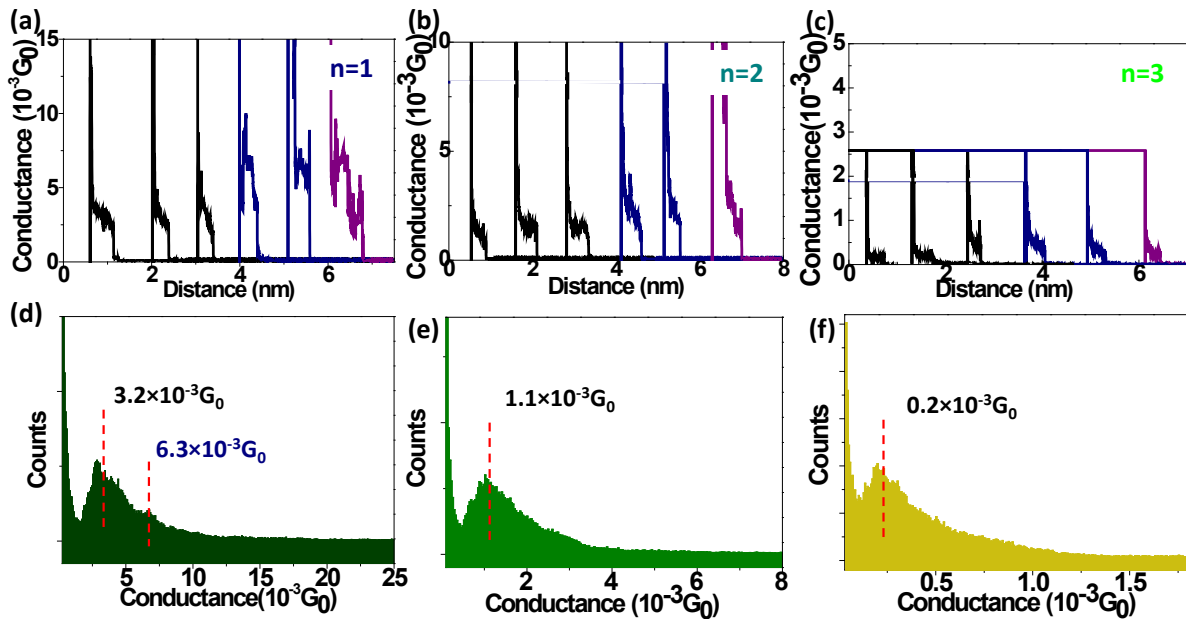 (a)
15
10
5
0
Conductance (10⁻³G₀)
n=1
0 2 4 6
Distance (nm)
(b)
10
8
5
2
0
Conductance (10⁻³G₀)
n=2
0 2 4 6 8
Distance (nm)
(c)
5
4
3
2
1
0
Conductance(10⁻³G₀)
n=3
0 2 4 6
Distance (nm)
(d)
3.2×10⁻³G₀
6.3×10⁻³G₀
Counts
5 10 15 20 25
Conductance(10⁻³G₀)
(e)
1.1×10⁻³G₀
Counts
2 4 6 8
Conductance (10⁻³G₀)
(f)
0.2×10⁻³G₀
Counts
0.5 1.0 1.5
Conductance (10⁻³G₀)